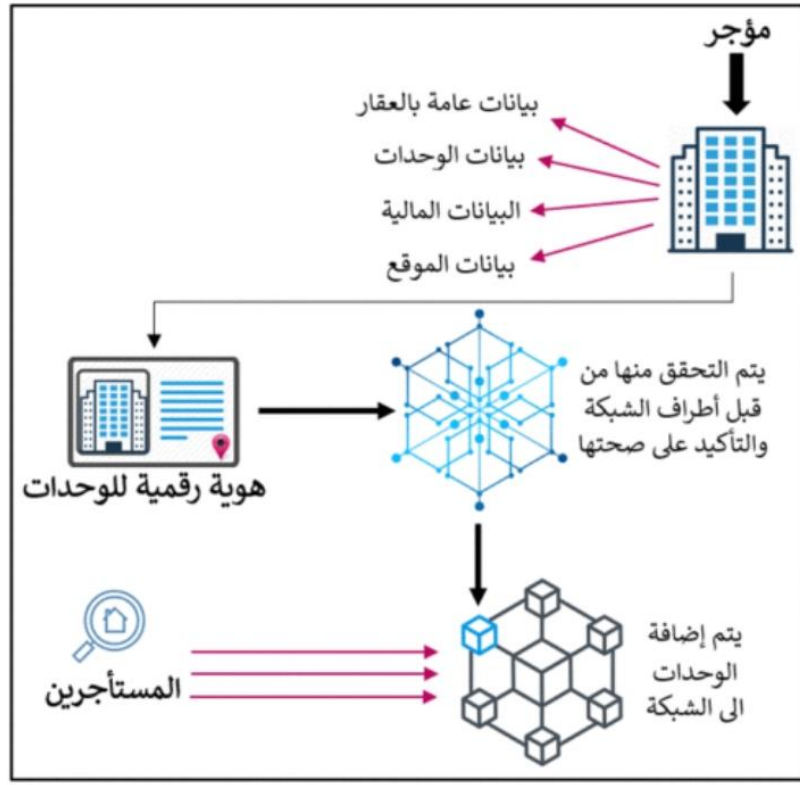 مؤجر
بيانات عامة بالعقار
بيانات الوحدات
البيانات المالية
بيانات الموقع
هوية رقمية للوحدات
يتم التحقق منها من
قبل أطراف الشبكة
والتأكيد على صحتها
يتم إضافة
الوحدات
الى الشبكة
المستأجرين